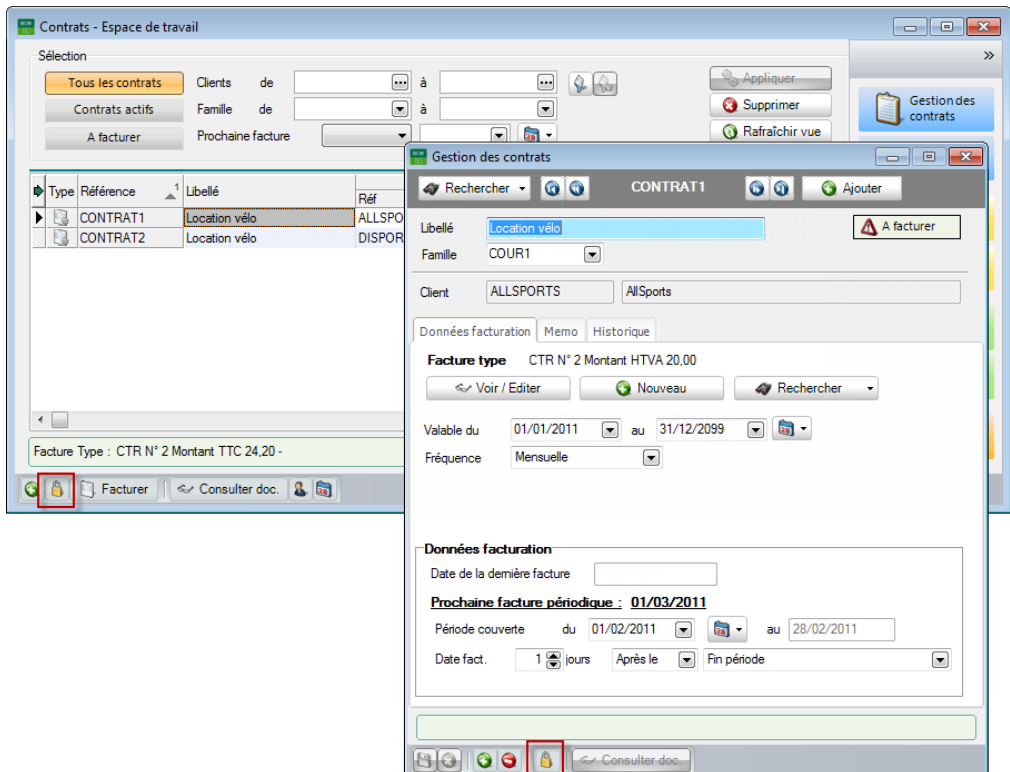 Contrats - Espace de travail
Sélection
»
Tous les contrats Clients de à Appliquer
Contrats actifs Famille de à Supprimer
A facturer Prochaine facture Rafraîchir vue
Gestion des
contrats
Type Référence 1 Libellé
Réf
CONTRAT1 Location vélo ALLSPO
CONTRAT2 Location vélo DISPOR
Facture Type : CTR N° 2 Montant TTC 24,20 -
Facturer Consulter doc.
Gestion des contrats
Rechercher CONTRAT1 Ajouter
Libellé Location vélo A facturer
Famille COUR1
Client ALLSPORTS AllSports
Données facturation Memo Historique
Facture type CTR N° 2 Montant HTVA 20,00
Voir / Editer Nouveau Rechercher
Valable du 01/01/2011 au 31/12/2099
Fréquence Mensuelle
Données facturation
Date de la dernière facture
Prochaine facture périodique : 01/03/2011
Période couverte du 01/02/2011 au 28/02/2011
Date fact. 1 jours Après le Fin période
Consulter doc.